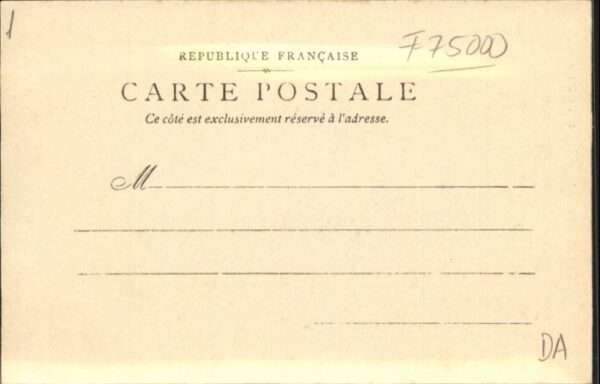 1
F75000
REPUBLIQUE FRANÇAISE
CARTE POSTALE
Ce côté est exclusivement réservé à l'adresse.
M
DA